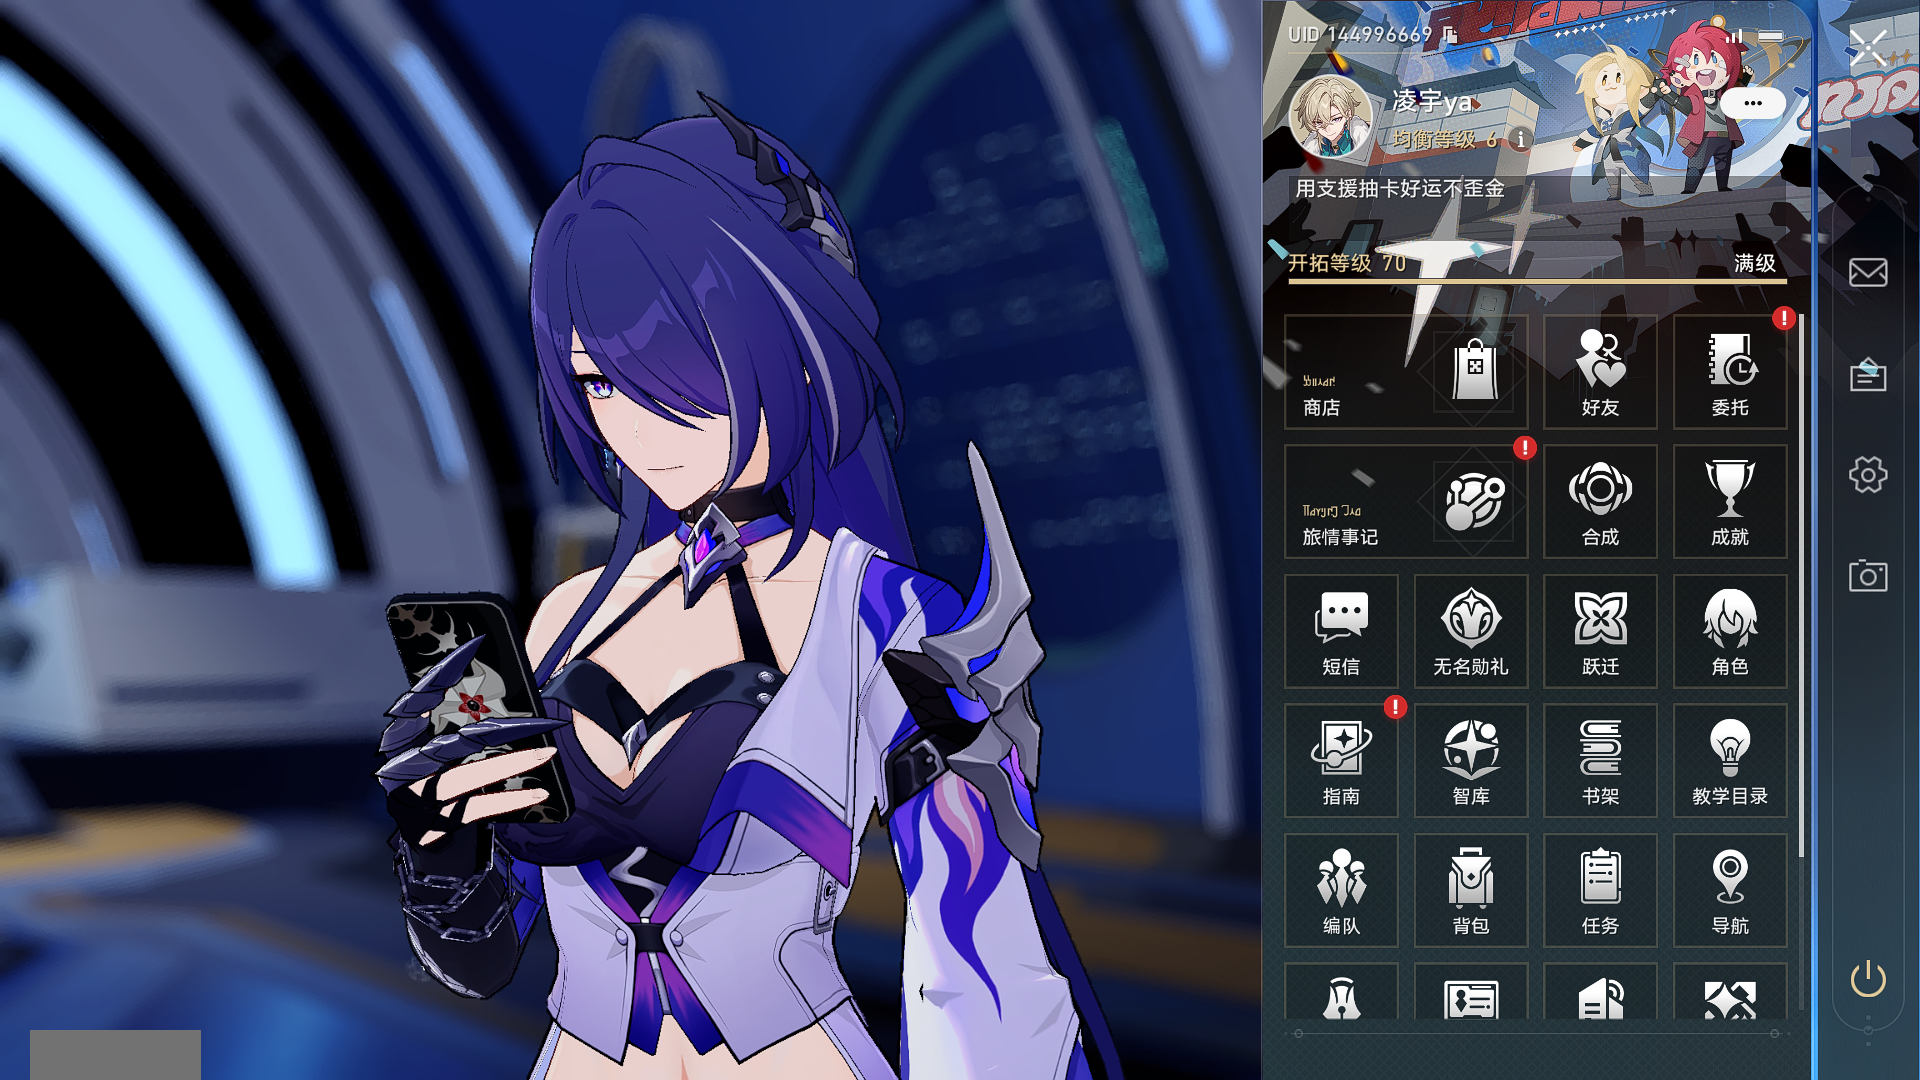 UID 144996669
凌宇ya
均衡等级 6
用支援抽卡好运不歪金
开拓等级 70 满级
商店
好友
委托
旅情事记
合成
成就
短信
无名勋礼
跃迁
角色
指南
智库
书架
教学目录
编队
背包
任务
导航